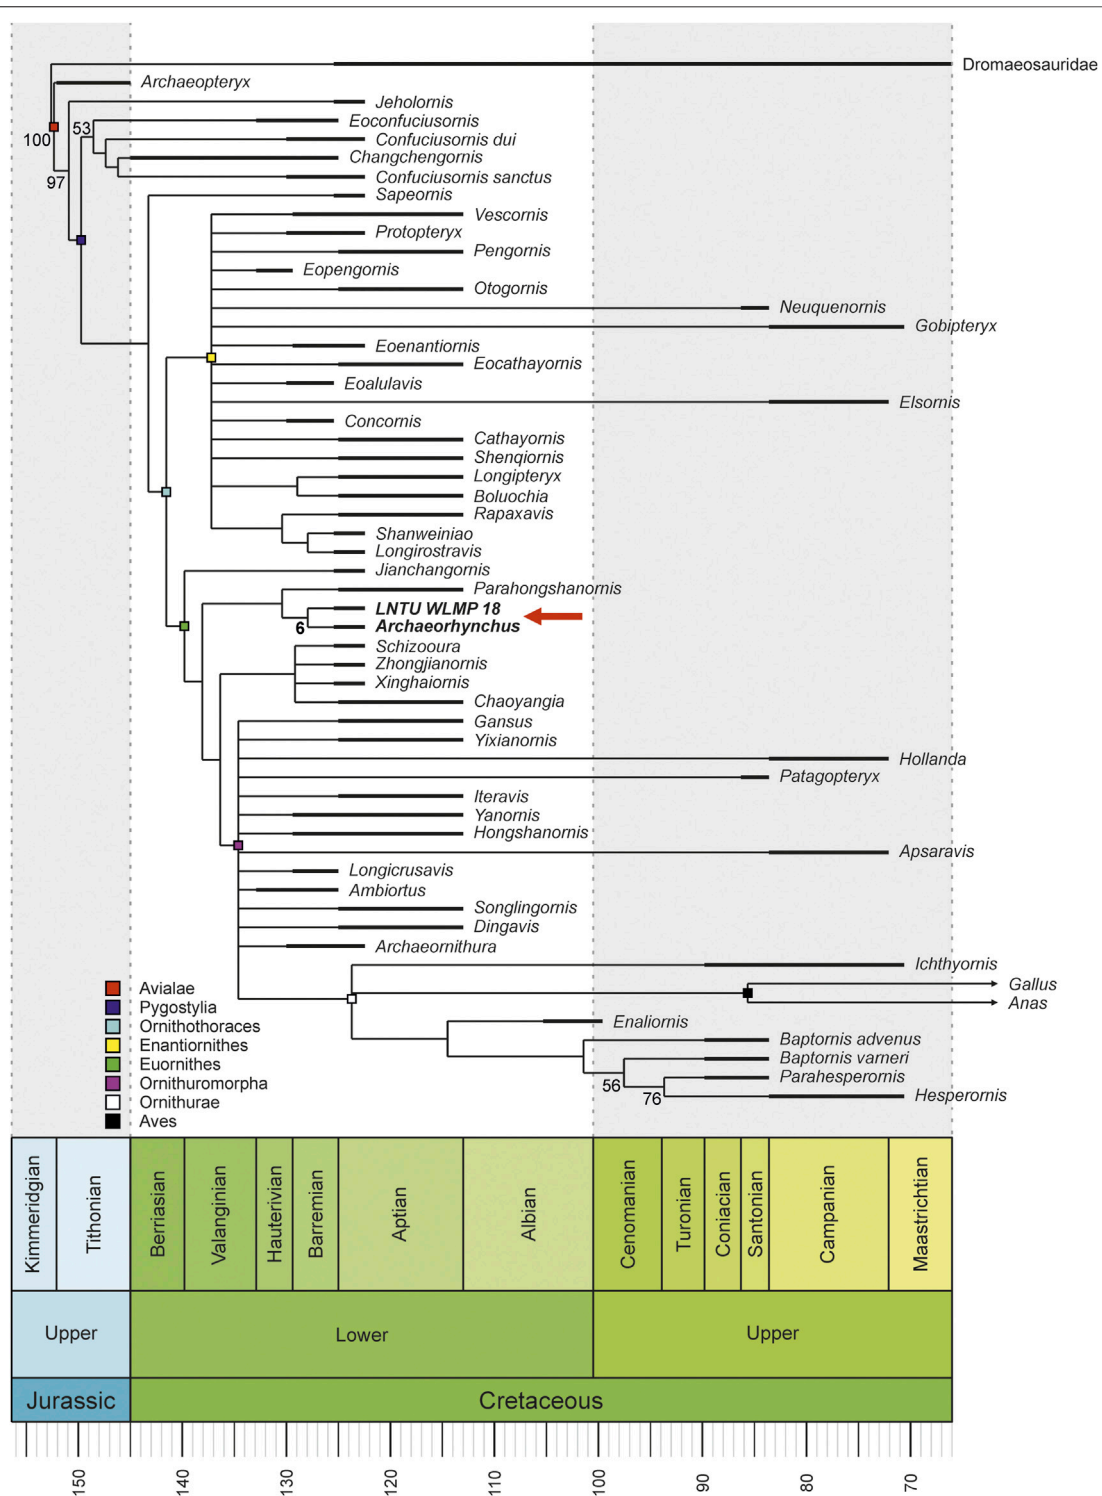 Dromaeosauridae
Archaeopteryx
Jeholornis
100
53
Eoconfuciusornis
Confuciusornis dui
Changchengornis
97
Confuciusornis sanctus
Sapeornis
Vescornis
Protopteryx
Pengornis
Eopengornis
Otogornis
Neuquenornis
Gobipteryx
Eoenantiornis
Eocathayornis
Eoalulavis
Elsornis
Concornis
Cathayornis
Shenqiornis
Longipteryx
Boluochia
Rapaxavis
Shanweiniao
Longirostravis
Jianchangornis
Parahongshanornis
LNTU WLMP 18
6
Archaeorhynchus
Schizooura
Zhongjianornis
Xinghaiornis
Chaoyangia
Gansus
Yixianornis
Hollanda
Patagopteryx
Iteravis
Yanornis
Hongshanornis
Apsaravis
Longicrusavis
Ambiortus
Songlingornis
Dingavis
Archaeornithura
Ichthyornis
Gallus
Anas
Enaliornis
Baptornis advenus
Baptornis varneri
56
Parahesperornis
76
Hesperornis
Avialae
Pygostylia
Ornithothoraces
Enantiornithes
Euornithes
Ornithuromorpha
Ornithurae
Aves
Kimmeridgian
Tithonian
Berriasian
Valanginian
Hauterivian
Barremian
Aptian
Albian
Cenomanian
Turonian
Coniacian
Santonian
Campanian
Maastrichtian
Upper
Lower
Upper
Jurassic
Cretaceous
150
140
130
120
110
100
90
80
70